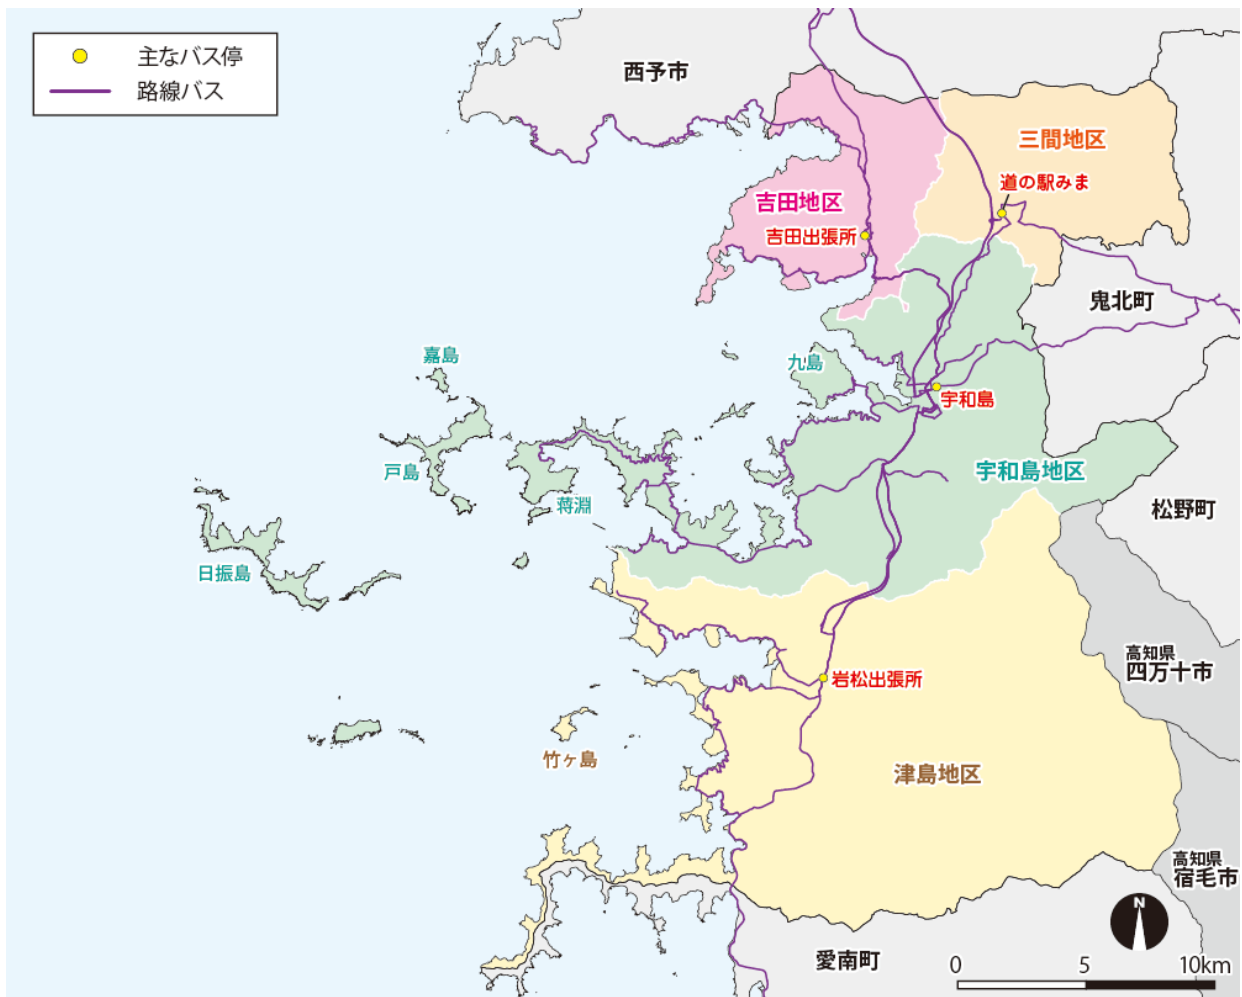 主なバス停
路線バス
西予市
三間地区
道の駅みま
吉田地区
吉田出張所
鬼北町
嘉島
九島
宇和島
戸島
蒋淵
宇和島地区
松野町
日振島
高知県
四万十市
岩松出張所
竹ヶ島
津島地区
高知県
宿毛市
N
愛南町
0 5 10km